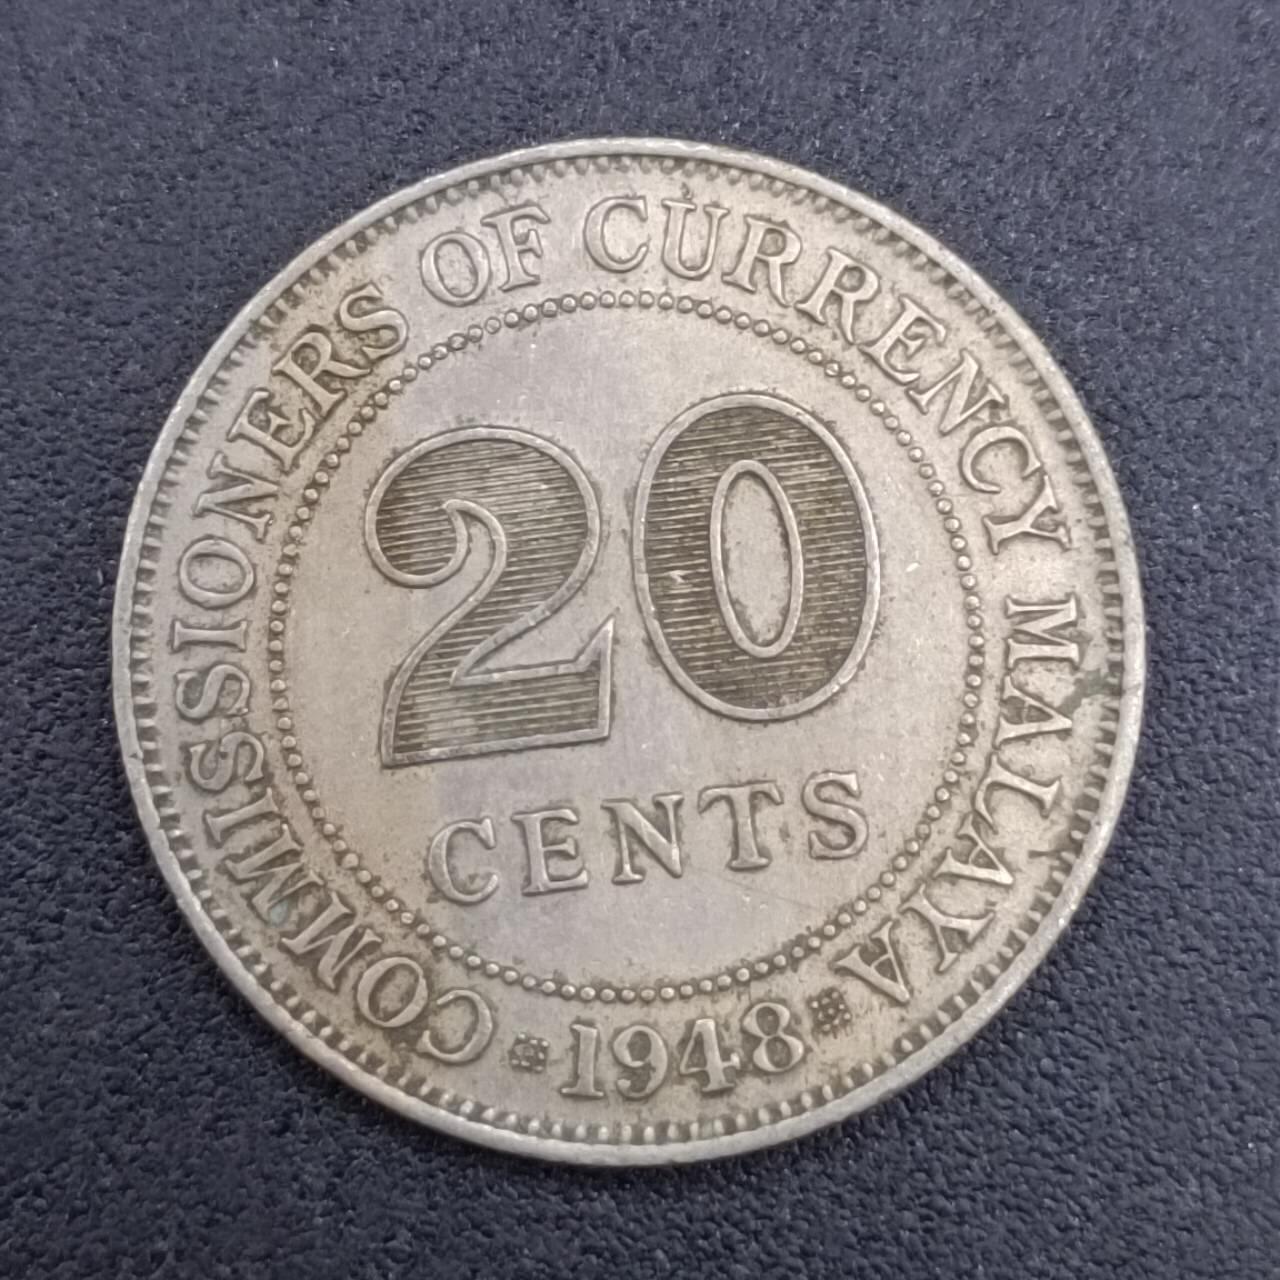 COMMISSIONERS OF CURRENCY MALAYA
20
CENTS
1948